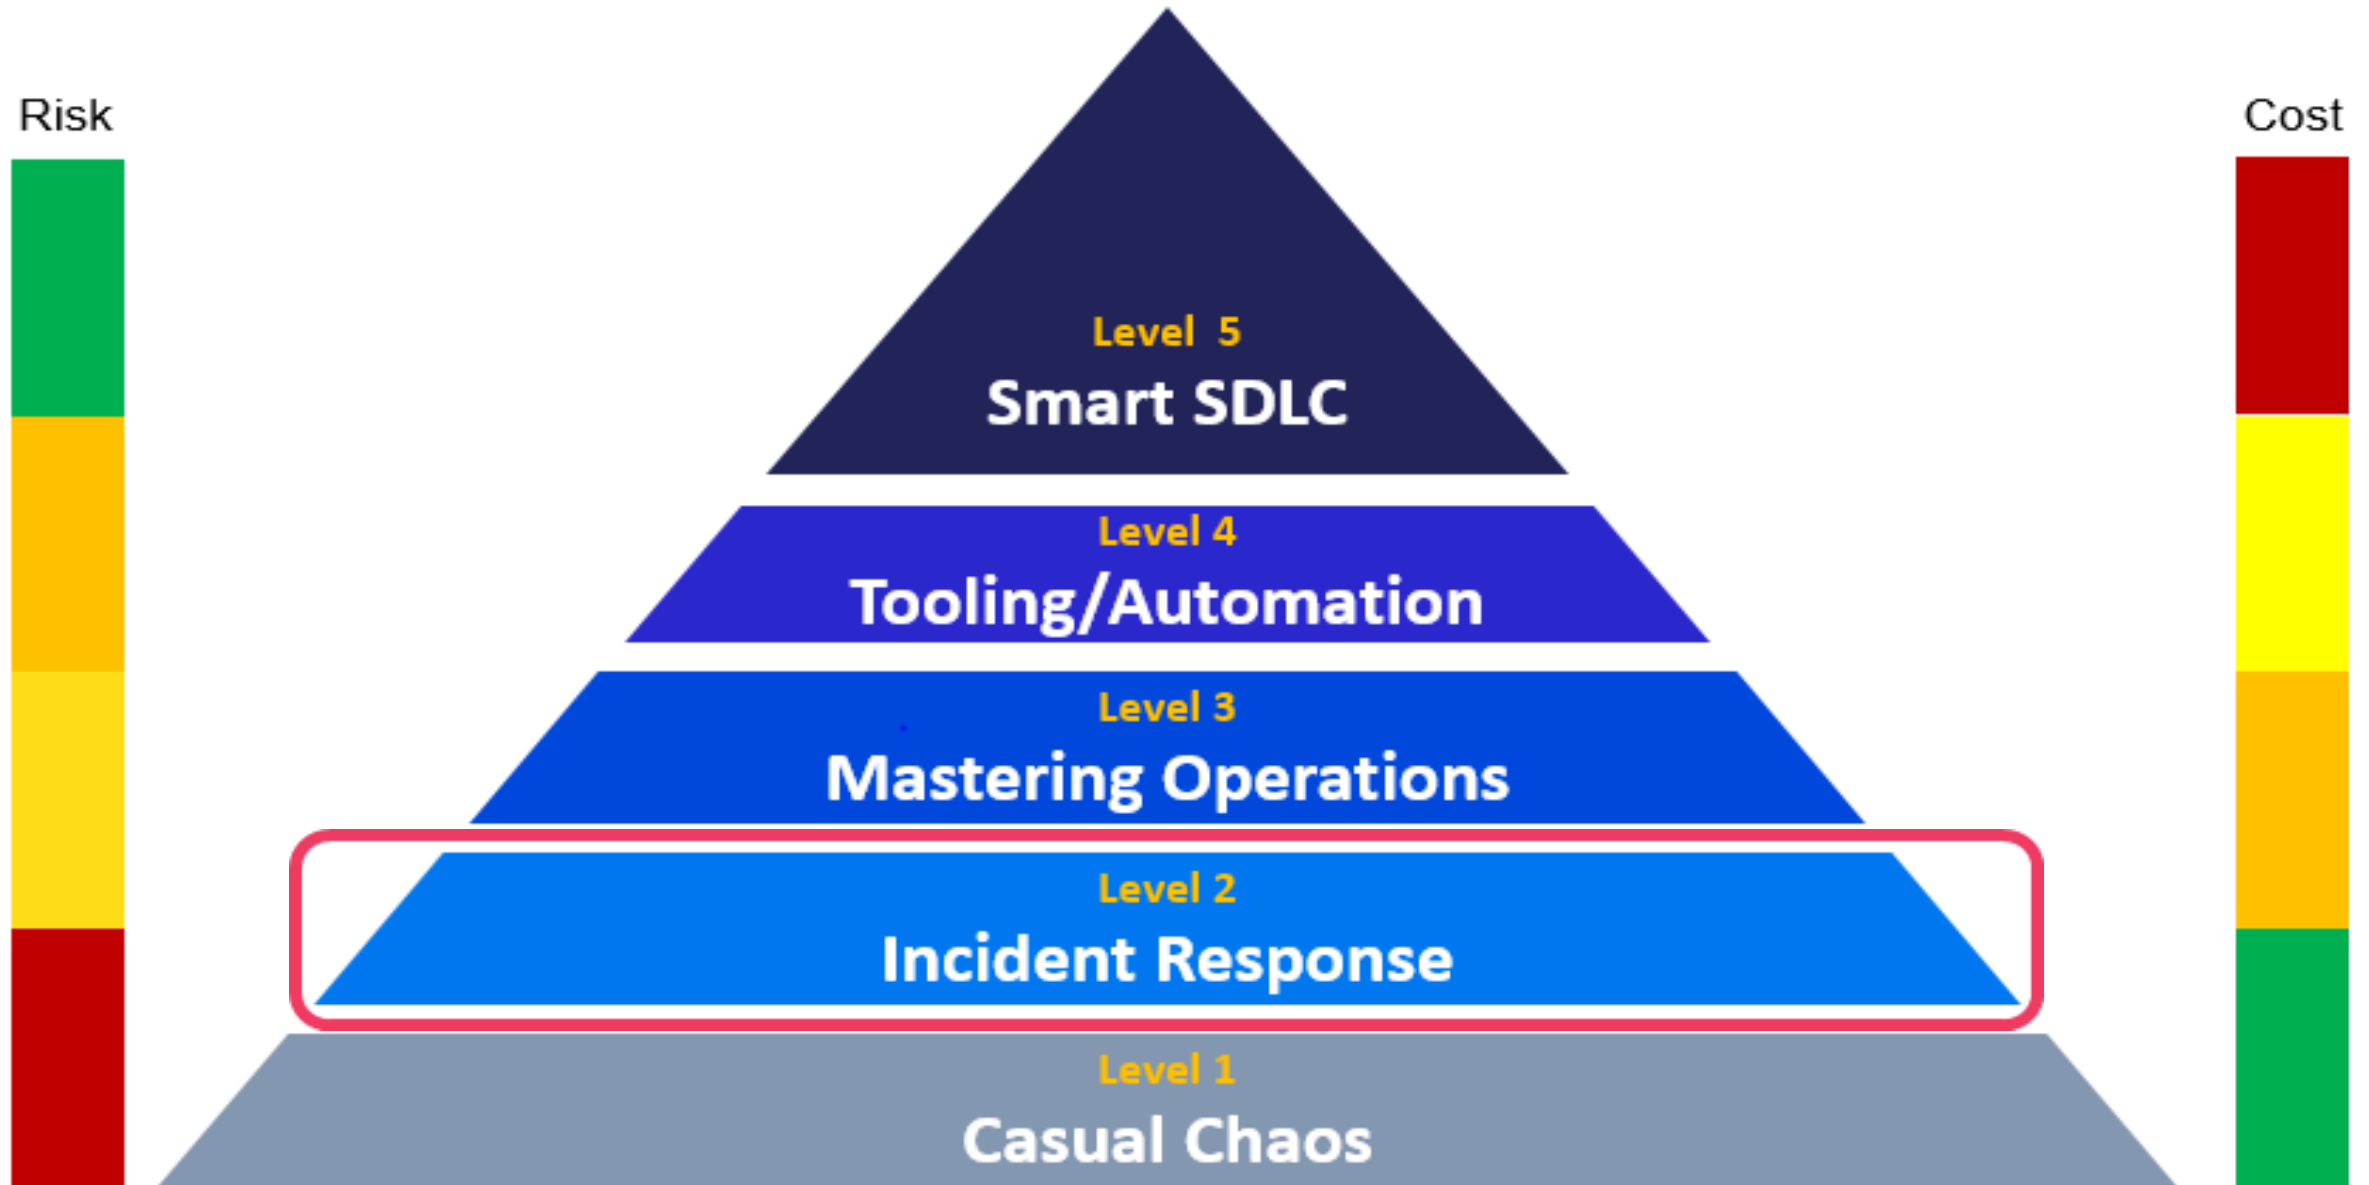 Risk
Cost
Level  5
Smart SDLC
Level 4
Tooling/Automation
Level 3
Mastering Operations
Level 2
Incident Response
Level 1
Casual Chaos